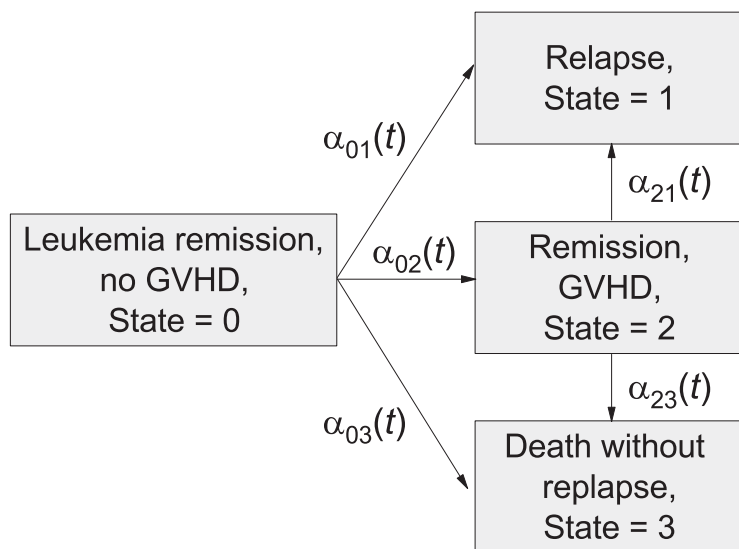 Relapse,
State = 1
α01(t)
α21(t)
Leukemia remission,
no GVHD,
State = 0
α02(t)
Remission,
GVHD,
State = 2
α23(t)
α03(t)
Death without
replapse,
State = 3